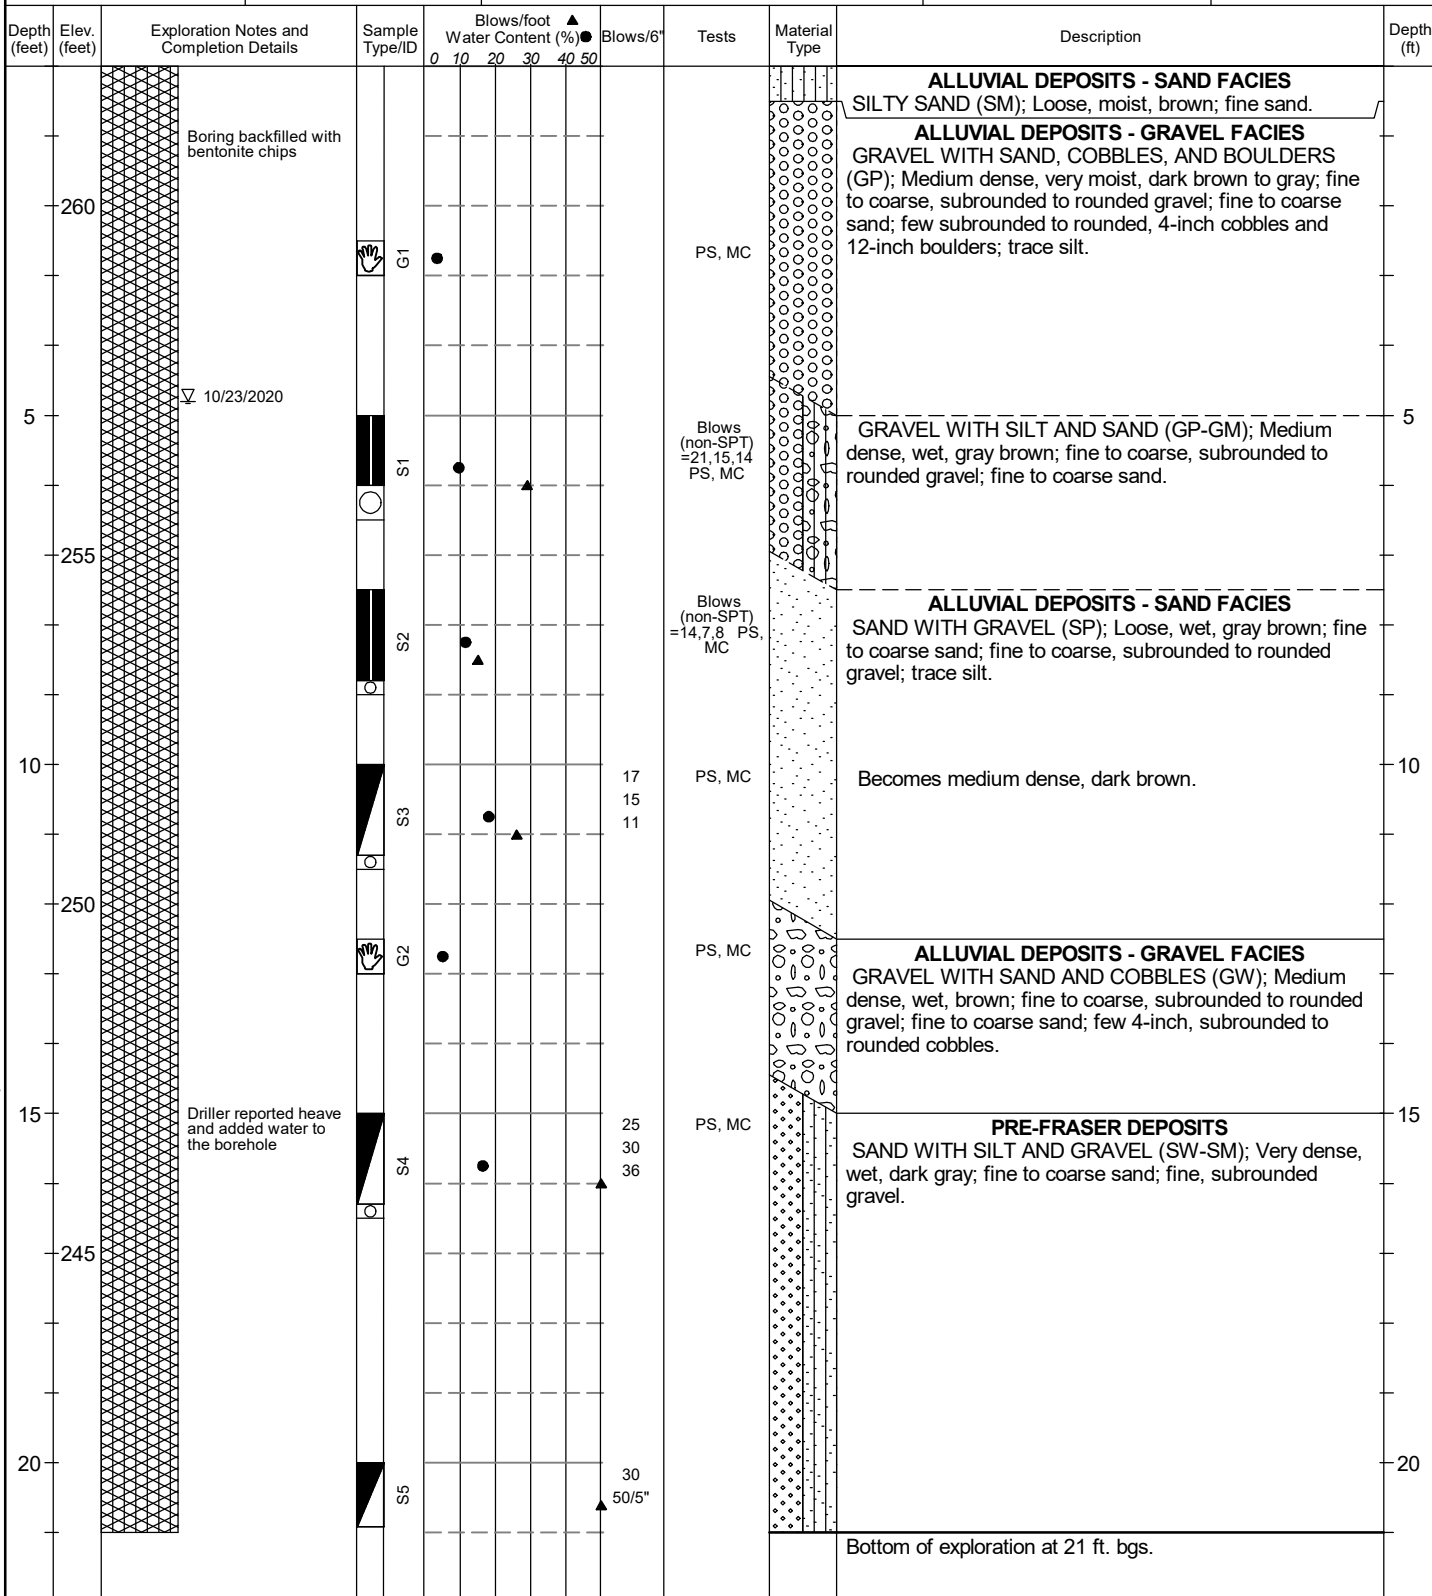 Depth (feet)
Elev. (feet)
Exploration Notes and
Completion Details
Sample
Type/ID
Blows/foot ▲
Water Content (%)●
0 10 20 30 40 50
Blows/6"
Tests
Material
Type
Description
Depth
(ft)
ALLUVIAL DEPOSITS - SAND FACIES
SILTY SAND (SM); Loose, moist, brown; fine sand.
Boring backfilled with
bentonite chips
ALLUVIAL DEPOSITS - GRAVEL FACIES
GRAVEL WITH SAND, COBBLES, AND BOULDERS
(GP); Medium dense, very moist, dark brown to gray; fine
to coarse, subrounded to rounded gravel; fine to coarse
sand; few subrounded to rounded, 4-inch cobbles and
12-inch boulders; trace silt.
260
G1
PS, MC
10/23/2020
5
5
S1
Blows
(non-SPT)
=21,15,14
PS, MC
GRAVEL WITH SILT AND SAND (GP-GM); Medium
dense, wet, gray brown; fine to coarse, subrounded to
rounded gravel; fine to coarse sand.
255
S2
Blows
(non-SPT)
=14,7,8 PS,
MC
ALLUVIAL DEPOSITS - SAND FACIES
SAND WITH GRAVEL (SP); Loose, wet, gray brown; fine
to coarse sand; fine to coarse, subrounded to rounded
gravel; trace silt.
10
S3
17
15
11
PS, MC
Becomes medium dense, dark brown.
10
250
G2
PS, MC
ALLUVIAL DEPOSITS - GRAVEL FACIES
GRAVEL WITH SAND AND COBBLES (GW); Medium
dense, wet, brown; fine to coarse, subrounded to rounded
gravel; fine to coarse sand; few 4-inch, subrounded to
rounded cobbles.
15
Driller reported heave
and added water to
the borehole
S4
25
30
36
PS, MC
PRE-FRASER DEPOSITS
SAND WITH SILT AND GRAVEL (SW-SM); Very dense,
wet, dark gray; fine to coarse sand; fine, subrounded
gravel.
15
245
20
S5
30
50/5"
20
Bottom of exploration at 21 ft. bgs.